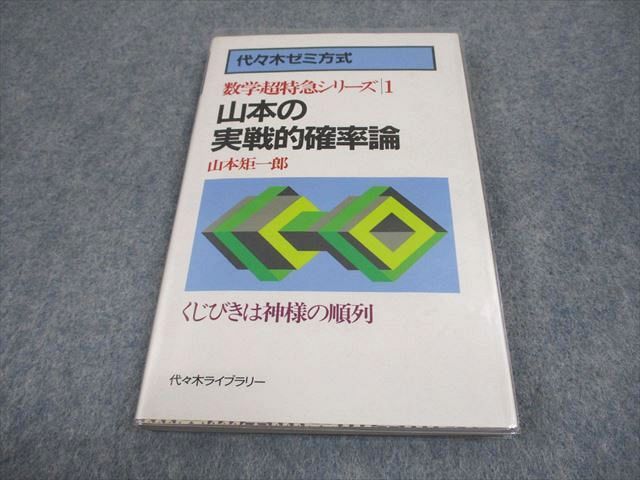 代々木ゼミ方式
数学超特急シリーズ|1
山本の
実戦的確率論
山本矩一郎
くじびきは神様の順列
代々木ライブラリー